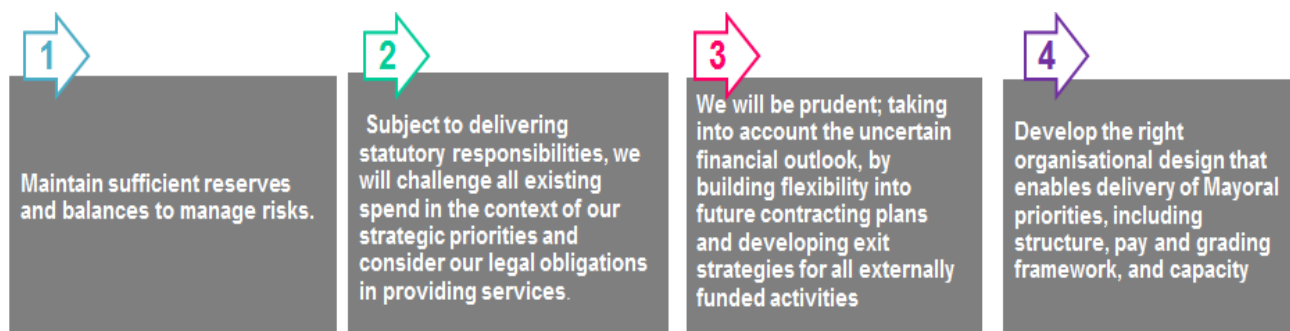 1
Maintain sufficient reserves
and balances to manage risks.
2
Subject to delivering
statutory responsibilities, we
will challenge all existing
spend in the context of our
strategic priorities and
consider our legal obligations
in providing services.
3
We will be prudent; taking
into account the uncertain
financial outlook, by
building flexibility into
future contracting plans
and developing exit
strategies for all externally
funded activities
4
Develop the right
organisational design that
enables delivery of Mayoral
priorities, including
structure, pay and grading
framework, and capacity